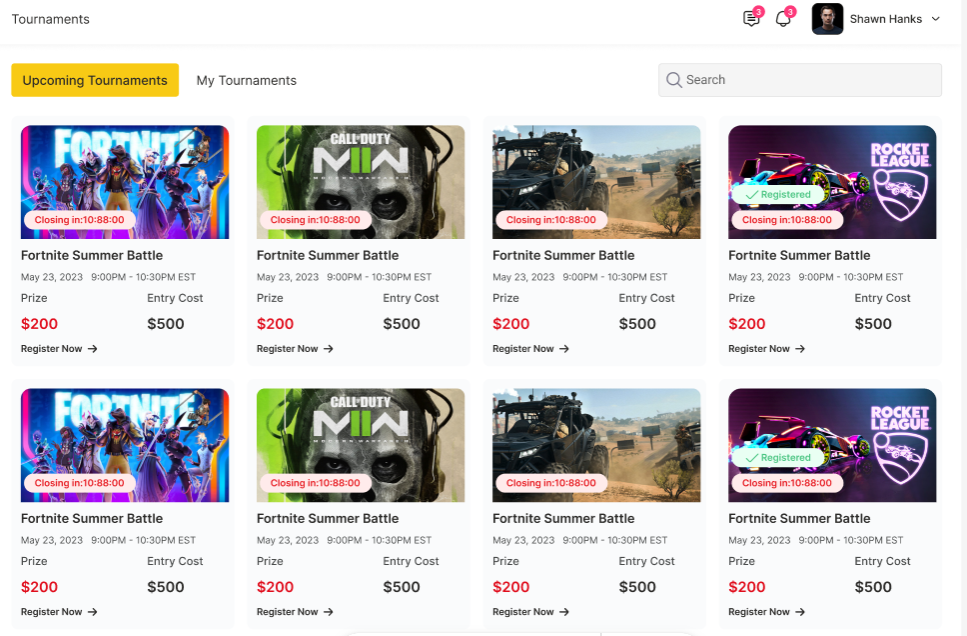 Tournaments
3
3
Shawn Hanks
Upcoming Tournaments
My Tournaments
Search
FORTNITE
Closing in:10:88:00
Fortnite Summer Battle
May 23, 2023 9:00PM - 10:30PM EST
Prize Entry Cost
$200 $500
Register Now →
CALL OF DUTY
MWII
MODERN WARFARE II
Closing in:10:88:00
Fortnite Summer Battle
May 23, 2023 9:00PM - 10:30PM EST
Prize Entry Cost
$200 $500
Register Now →
Closing in:10:88:00
Fortnite Summer Battle
May 23, 2023 9:00PM - 10:30PM EST
Prize Entry Cost
$200 $500
Register Now →
ROCKET
LEAGUE
Registered
Closing in:10:88:00
Fortnite Summer Battle
May 23, 2023 9:00PM - 10:30PM EST
Prize Entry Cost
$200 $500
Register Now →
FORTNITE
Closing in:10:88:00
Fortnite Summer Battle
May 23, 2023 9:00PM - 10:30PM EST
Prize Entry Cost
$200 $500
Register Now →
CALL OF DUTY
MWII
MODERN WARFARE II
Closing in:10:88:00
Fortnite Summer Battle
May 23, 2023 9:00PM - 10:30PM EST
Prize Entry Cost
$200 $500
Register Now →
Closing in:10:88:00
Fortnite Summer Battle
May 23, 2023 9:00PM - 10:30PM EST
Prize Entry Cost
$200 $500
Register Now →
ROCKET
LEAGUE
Registered
Closing in:10:88:00
Fortnite Summer Battle
May 23, 2023 9:00PM - 10:30PM EST
Prize Entry Cost
$200 $500
Register Now →